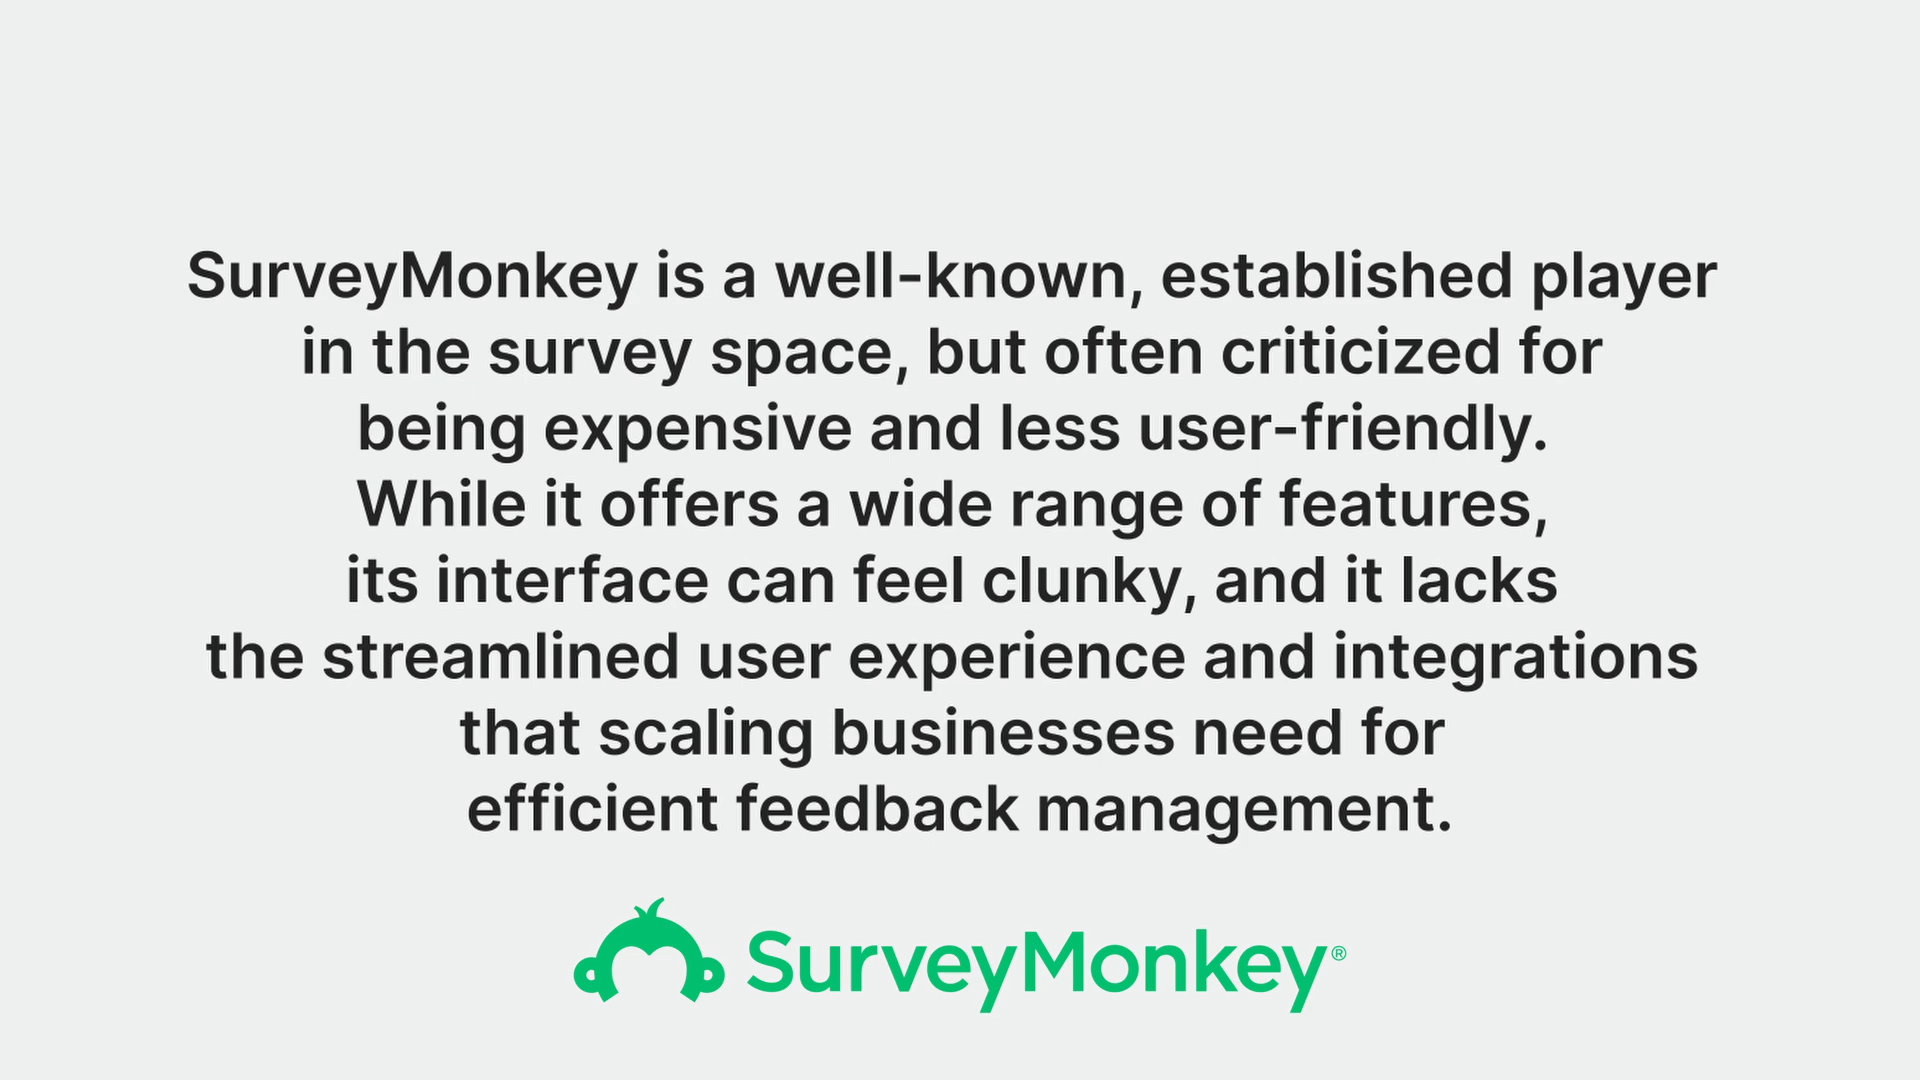 SurveyMonkey is a well-known, established player
in the survey space, but often criticized for
being expensive and less user-friendly.
While it offers a wide range of features,
its interface can feel clunky, and it lacks
the streamlined user experience and integrations
that scaling businesses need for
efficient feedback management.
SurveyMonkey®